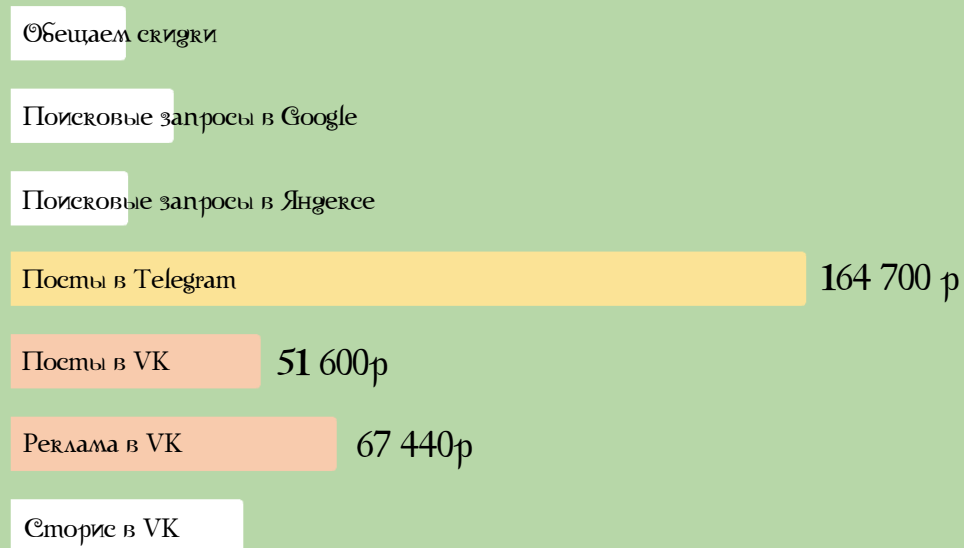 Обещаем скидки
Поисковые запросы в Google
Поисковые запросы в Яндексе
Посты в Telegram
164 700 р
Посты в VK
51 600р
Реклама в VK
67 440р
Сторис в VK